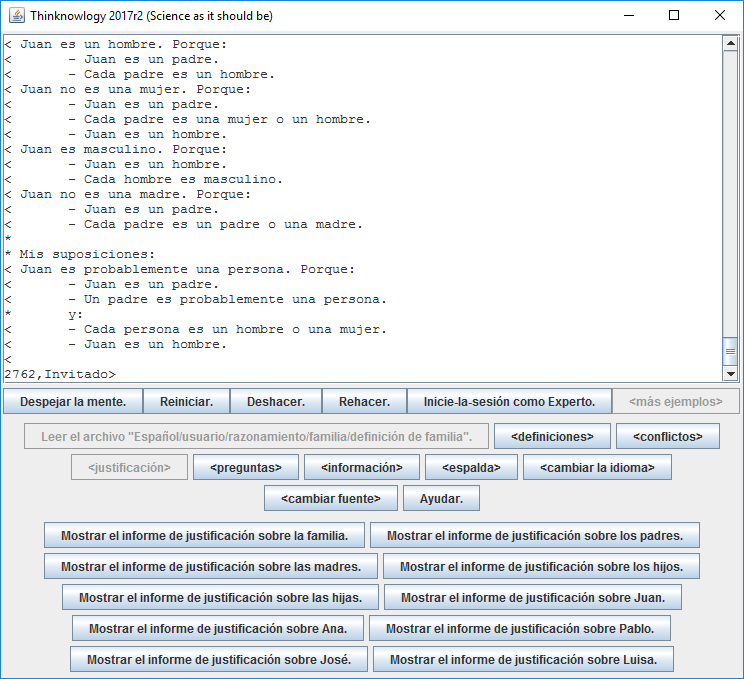 Thinknowlogy 2017r2 (Science as it should be)
< Juan es un hombre. Porque:
<       - Juan es un padre.
<       - Cada padre es un hombre.
< Juan no es una mujer. Porque:
<       - Juan es un padre.
<       - Cada padre es una mujer o un hombre.
<       - Juan es un hombre.
< Juan es masculino. Porque:
<       - Juan es un hombre.
<       - Cada hombre es masculino.
< Juan no es una madre. Porque:
<       - Juan es un padre.
<       - Cada padre es un padre o una madre.
*
* Mis suposiciones:
< Juan es probablemente una persona. Porque:
<       - Juan es un padre.
<       - Un padre es probablemente una persona.
*       y:
<       - Cada persona es un hombre o una mujer.
<       - Juan es un hombre.
<
2762,Invitado>
Despejar la mente. Reiniciar. Deshacer. Rehacer. Inicie-la-sesión como Experto. <más ejemplos>
Leer el archivo "Español/usuario/razonamiento/familia/definición de familia". <definiciones> <conflictos>
<justificación> <preguntas> <información> <espalda> <cambiar la idioma>
<cambiar fuente> Ayudar.
Mostrar el informe de justificación sobre la familia. Mostrar el informe de justificación sobre los padres.
Mostrar el informe de justificación sobre las madres. Mostrar el informe de justificación sobre los hijos.
Mostrar el informe de justificación sobre las hijas. Mostrar el informe de justificación sobre Juan.
Mostrar el informe de justificación sobre Ana. Mostrar el informe de justificación sobre Pablo.
Mostrar el informe de justificación sobre José. Mostrar el informe de justificación sobre Luisa.